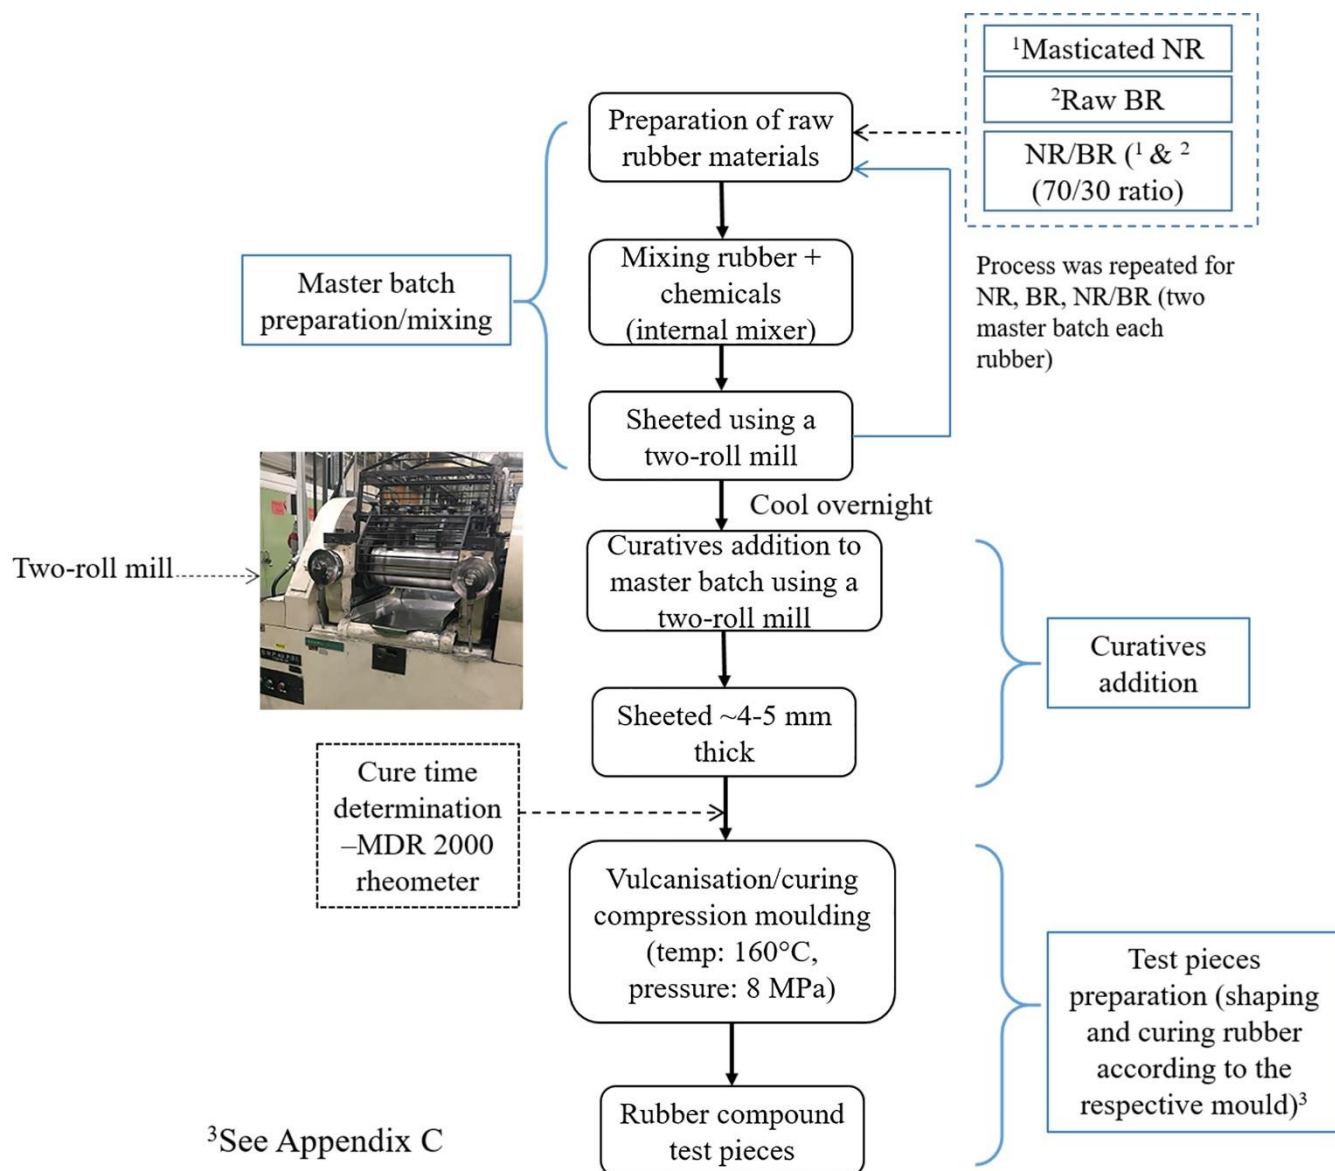 ¹Masticated NR
²Raw BR
NR/BR (¹ & ²
(70/30 ratio)
Preparation of raw
rubber materials
Process was repeated for
NR, BR, NR/BR (two
master batch each
rubber)
Mixing rubber +
chemicals
(internal mixer)
Master batch
preparation/mixing
Sheeted using a
two-roll mill
Cool overnight
Two-roll mill
Curatives addition to
master batch using a
two-roll mill
Curatives
addition
Sheeted ~4-5 mm
thick
Cure time
determination
–MDR 2000
rheometer
Vulcanisation/curing
compression moulding
(temp: 160°C,
pressure: 8 MPa)
Test pieces
preparation (shaping
and curing rubber
according to the
respective mould)³
Rubber compound
test pieces
³See Appendix C